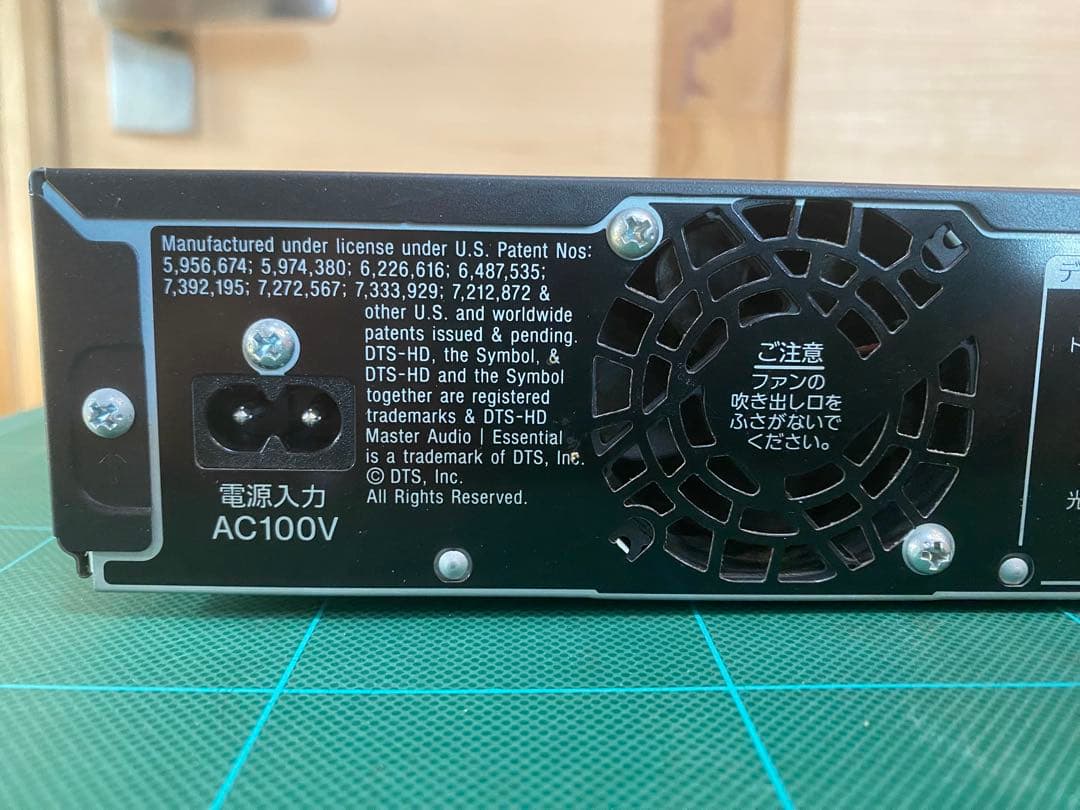 Manufactured under license under U.S. Patent Nos:
5,956,674; 5,974,380; 6,226,616; 6,487,535;
7,392,195; 7,272,567; 7,333,929; 7,212,872 &
other U.S. and worldwide
patents issued & pending.
DTS-HD, the Symbol, &
DTS-HD and the Symbol
together are registered
trademarks & DTS-HD
Master Audio | Essential
is a trademark of DTS, Inc.
© DTS, Inc.
All Rights Reserved.
電源入力
AC100V
ご注意
ファンの
吹き出し口を
ふさがないで
ください。
デ
光